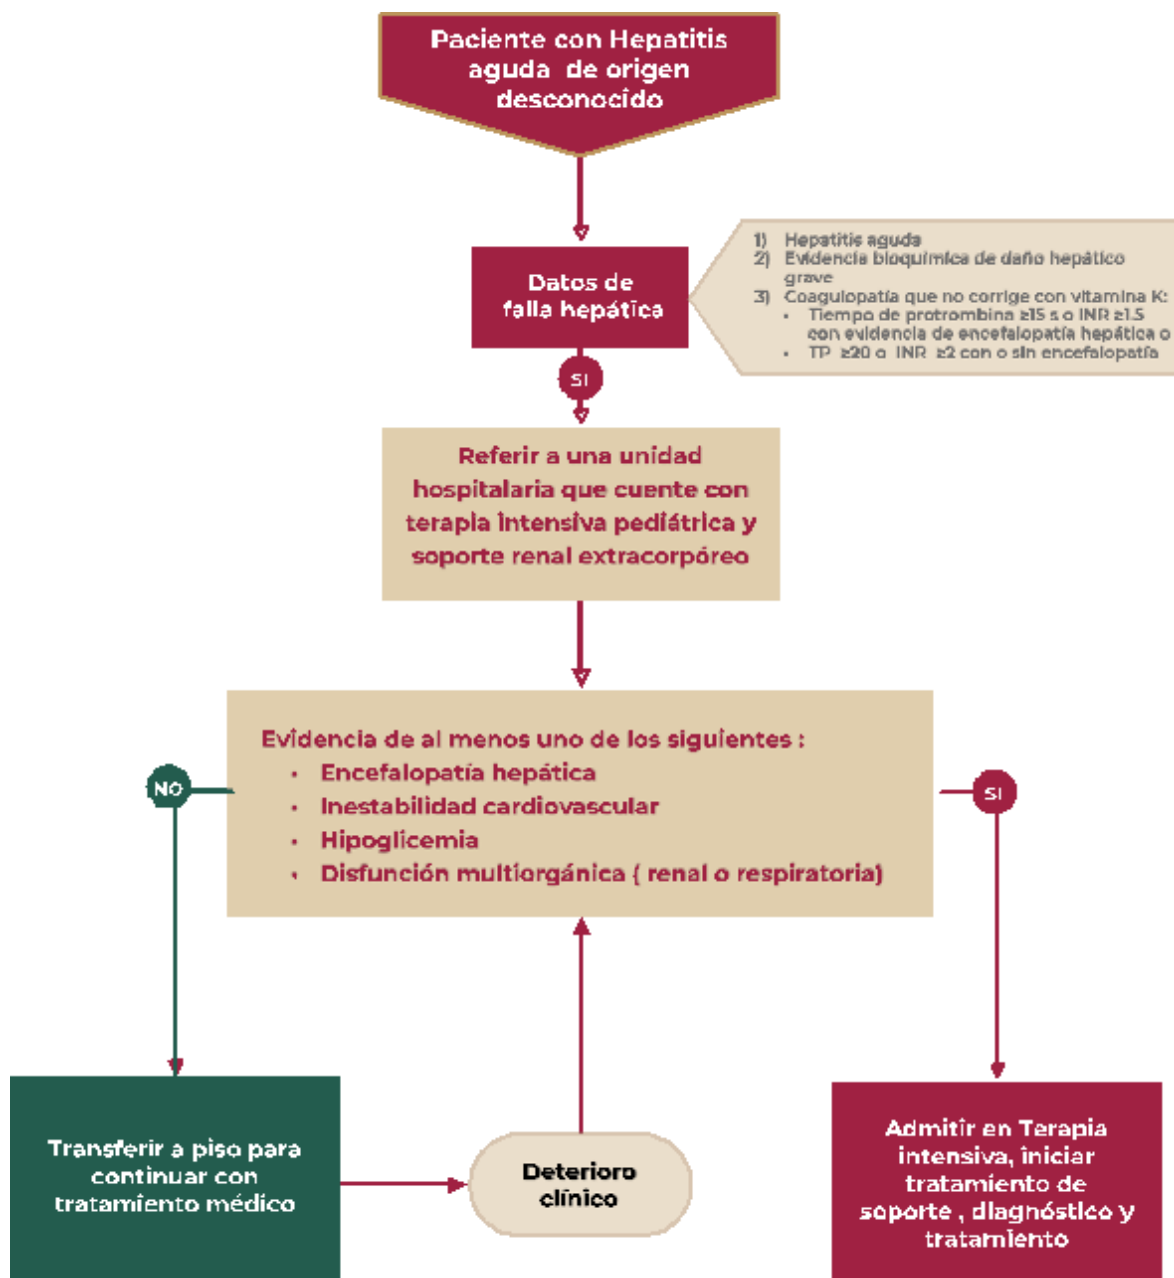 Paciente con Hepatitis
aguda de origen
desconocido
Datos de
falla hepática
1) Hepatitis aguda
2) Evidencia bioquímica de daño hepático
grave
3) Coagulopatía que no corrige con vitamina K:
• Tiempo de protrombina ≥15 s o INR ≥1.5
con evidencia de encefalopatía hepática o
• TP ≥20 o INR ≥2 con o sin encefalopatía
SI
Referir a una unidad
hospitalaria que cuente con
terapia intensiva pediátrica y
soporte renal extracorpóreo
Evidencia de al menos uno de los siguientes :
• Encefalopatía hepática
• Inestabilidad cardiovascular
• Hipoglicemia
• Disfunción multiorgánica ( renal o respiratoria)
NO
SI
Transferir a piso para
continuar con
tratamiento médico
Deterioro
clínico
Admitir en Terapia
intensiva, iniciar
tratamiento de
soporte , diagnóstico y
tratamiento